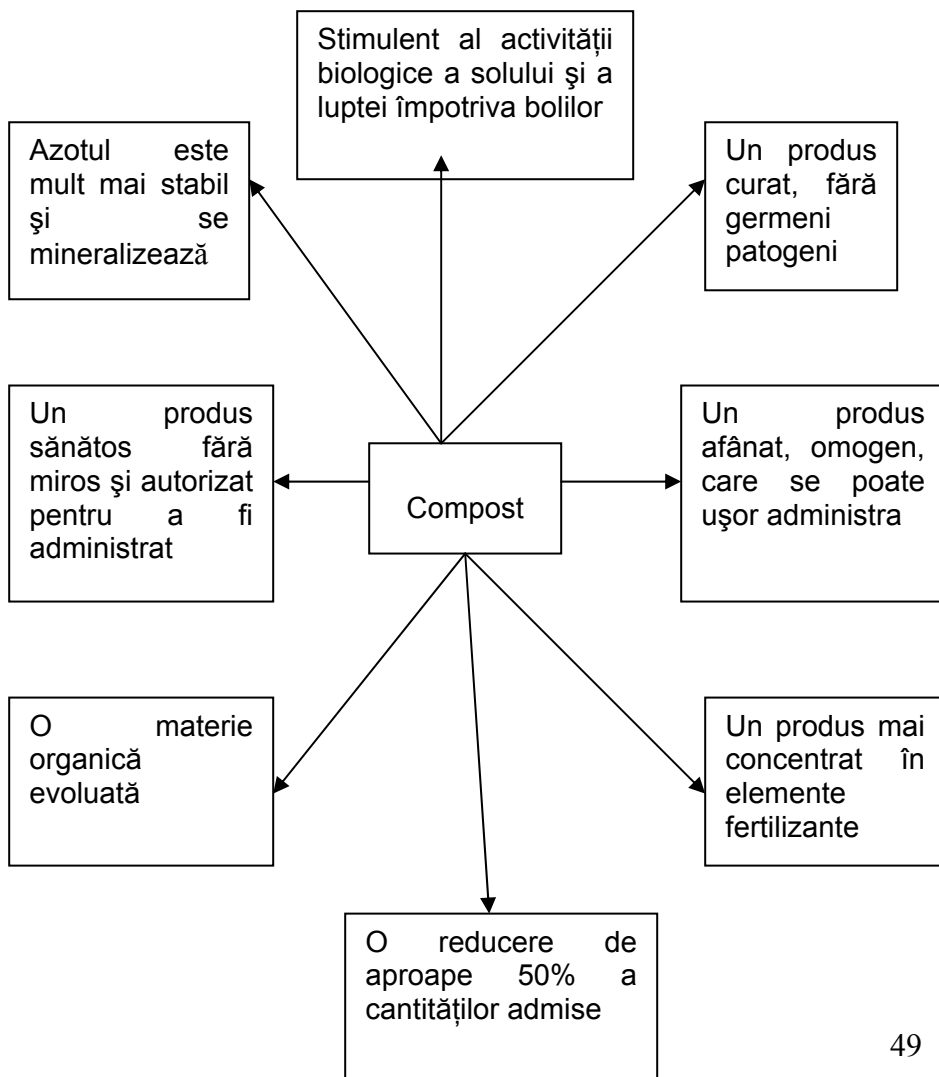 Stimulent al activității
biologice a solului şi a
luptei împotriva bolilor
Azotul este
mult mai stabil
şi se
mineralizează
Un produs
curat, fără
germeni
patogeni
Un produs
sănătos fără
miros şi autorizat
pentru a fi
administrat
Compost
Un produs
afânat, omogen,
care se poate
uşor administra
O materie
organică
evoluată
Un produs mai
concentrat în
elemente
fertilizante
O reducere de
aproape 50% a
cantităților admise
49